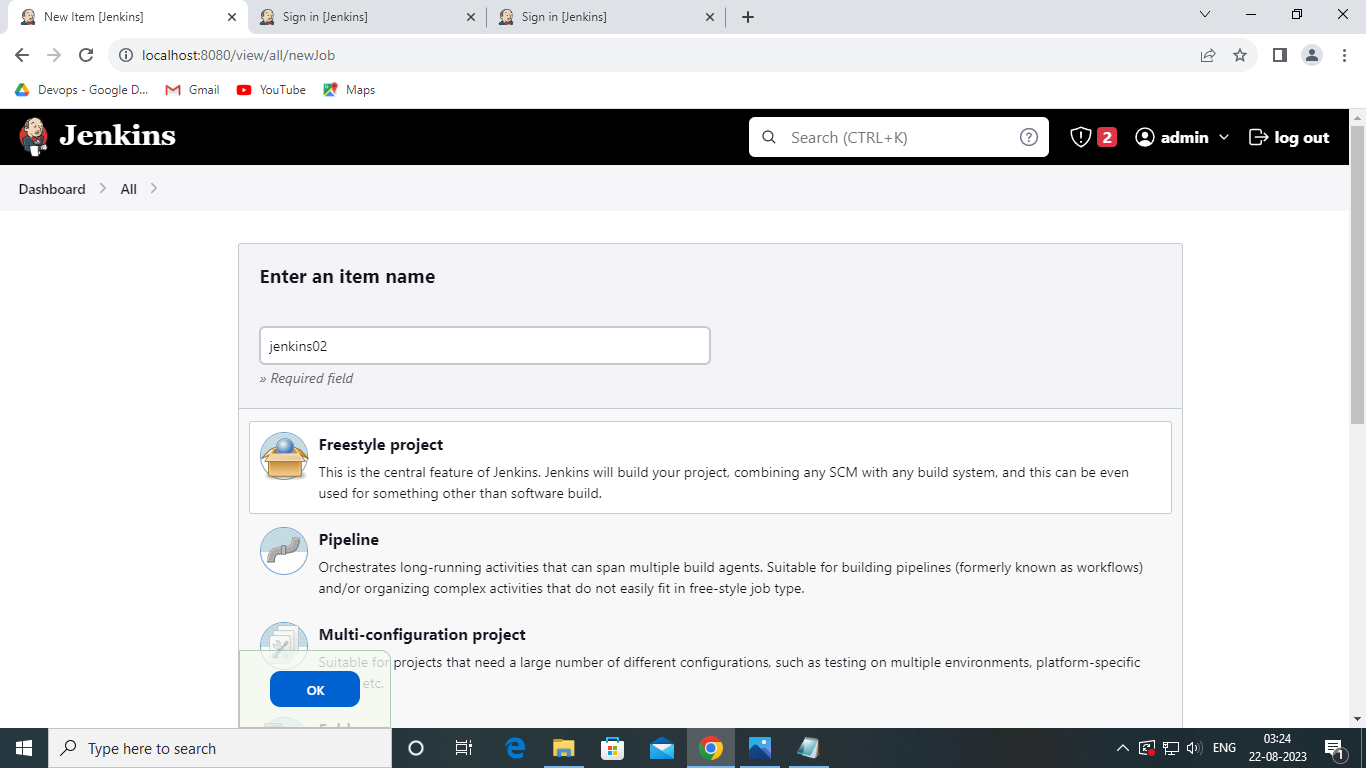 New Item [Jenkins]
Sign in [Jenkins]
Sign in [Jenkins]
localhost:8080/view/all/newJob
Devops - Google D...
Gmail
YouTube
Maps
Jenkins
Search (CTRL+K)
2
admin
log out
Dashboard
All
Enter an item name
jenkins02
» Required field
Freestyle project
This is the central feature of Jenkins. Jenkins will build your project, combining any SCM with any build system, and this can be even
used for something other than software build.
Pipeline
Orchestrates long-running activities that can span multiple build agents. Suitable for building pipelines (formerly known as workflows)
and/or organizing complex activities that do not easily fit in free-style job type.
Multi-configuration project
Suitable for projects that need a large number of different configurations, such as testing on multiple environments, platform-specific
etc.
OK
Type here to search
ENG
03:24
22-08-2023
1